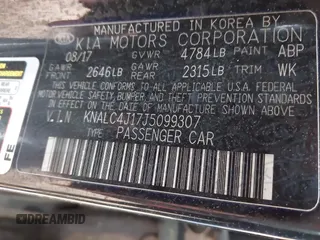 MANUFACTURED IN KOREA BY
KIA KIA MOTORS CORPORATION
08/17 GVWR 4784LB PAINT ABP
GAWR FRONT 2646LB GAWR REAR 2315LB TRIM WK
THIS VEHICLE CONFORMS TO ALL APPLICABLE U.S.A. FEDERAL
MOTOR VEHICLE SAFETY, BUMPER, AND THEFT PREVENTION
STANDARDS IN EFFECT ON THE DATE OF MANUFACTURE SHOWN ABOVE
V.I.N KNALC4J17J5099307
PASSENGER CAR
FE
DREAMBID